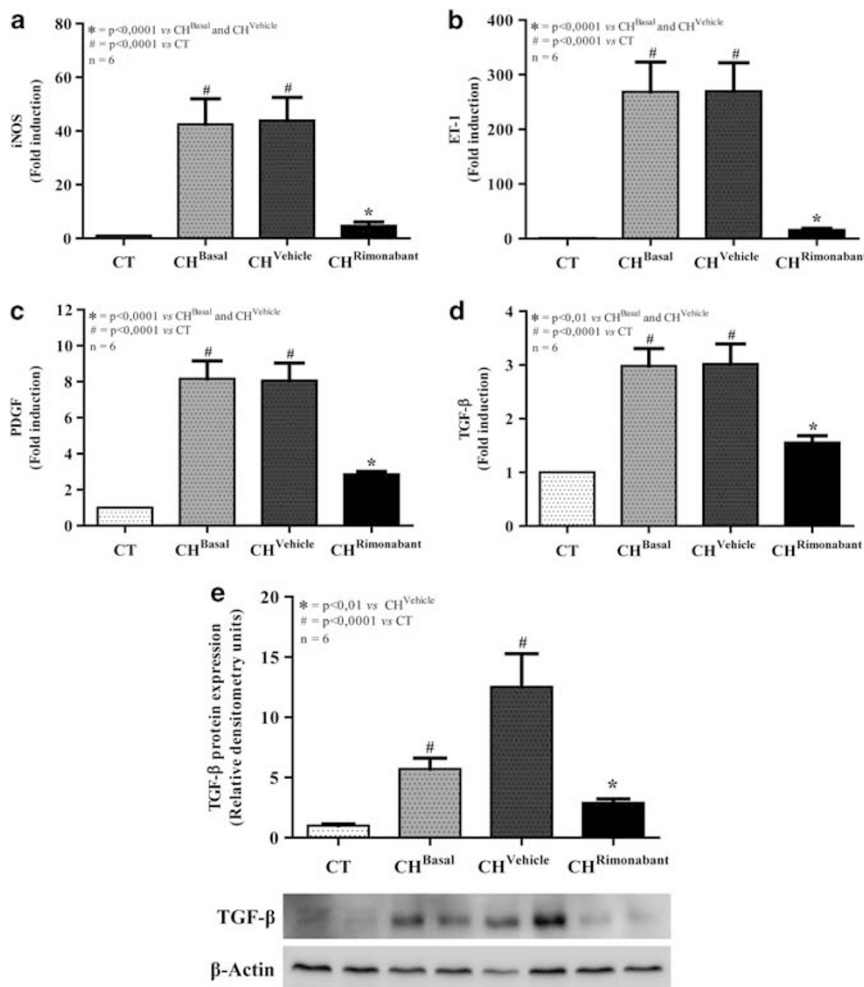 a
* = p<0,0001 vs CH^Basal and CH^Vehicle
# = p<0,0001 vs CT
n = 6
iNOS
(Fold induction)
80
60
40
20
0
#
#
*
CT
CH^Basal
CH^Vehicle
CH^Rimonabant
b
* = p<0,0001 vs CH^Basal and CH^Vehicle
# = p<0,0001 vs CT
n = 6
ET-1
(Fold induction)
400
300
200
100
0
#
#
*
CT
CH^Basal
CH^Vehicle
CH^Rimonabant
c
* = p<0,0001 vs CH^Basal and CH^Vehicle
# = p<0,0001 vs CT
n = 6
PDGF
(Fold induction)
12
10
8
6
4
2
0
#
#
*
CT
CH^Basal
CH^Vehicle
CH^Rimonabant
d
* = p<0,01 vs CH^Basal and CH^Vehicle
# = p<0,0001 vs CT
n = 6
TGF-β
(Fold induction)
4
3
2
1
0
#
#
*
CT
CH^Basal
CH^Vehicle
CH^Rimonabant
e
* = p<0,01 vs CH^Vehicle
# = p<0,0001 vs CT
n = 6
TGF-β protein expression
(Relative densitometry units)
20
15
10
5
0
#
#
*
CT
CH^Basal
CH^Vehicle
CH^Rimonabant
TGF-β
β-Actin